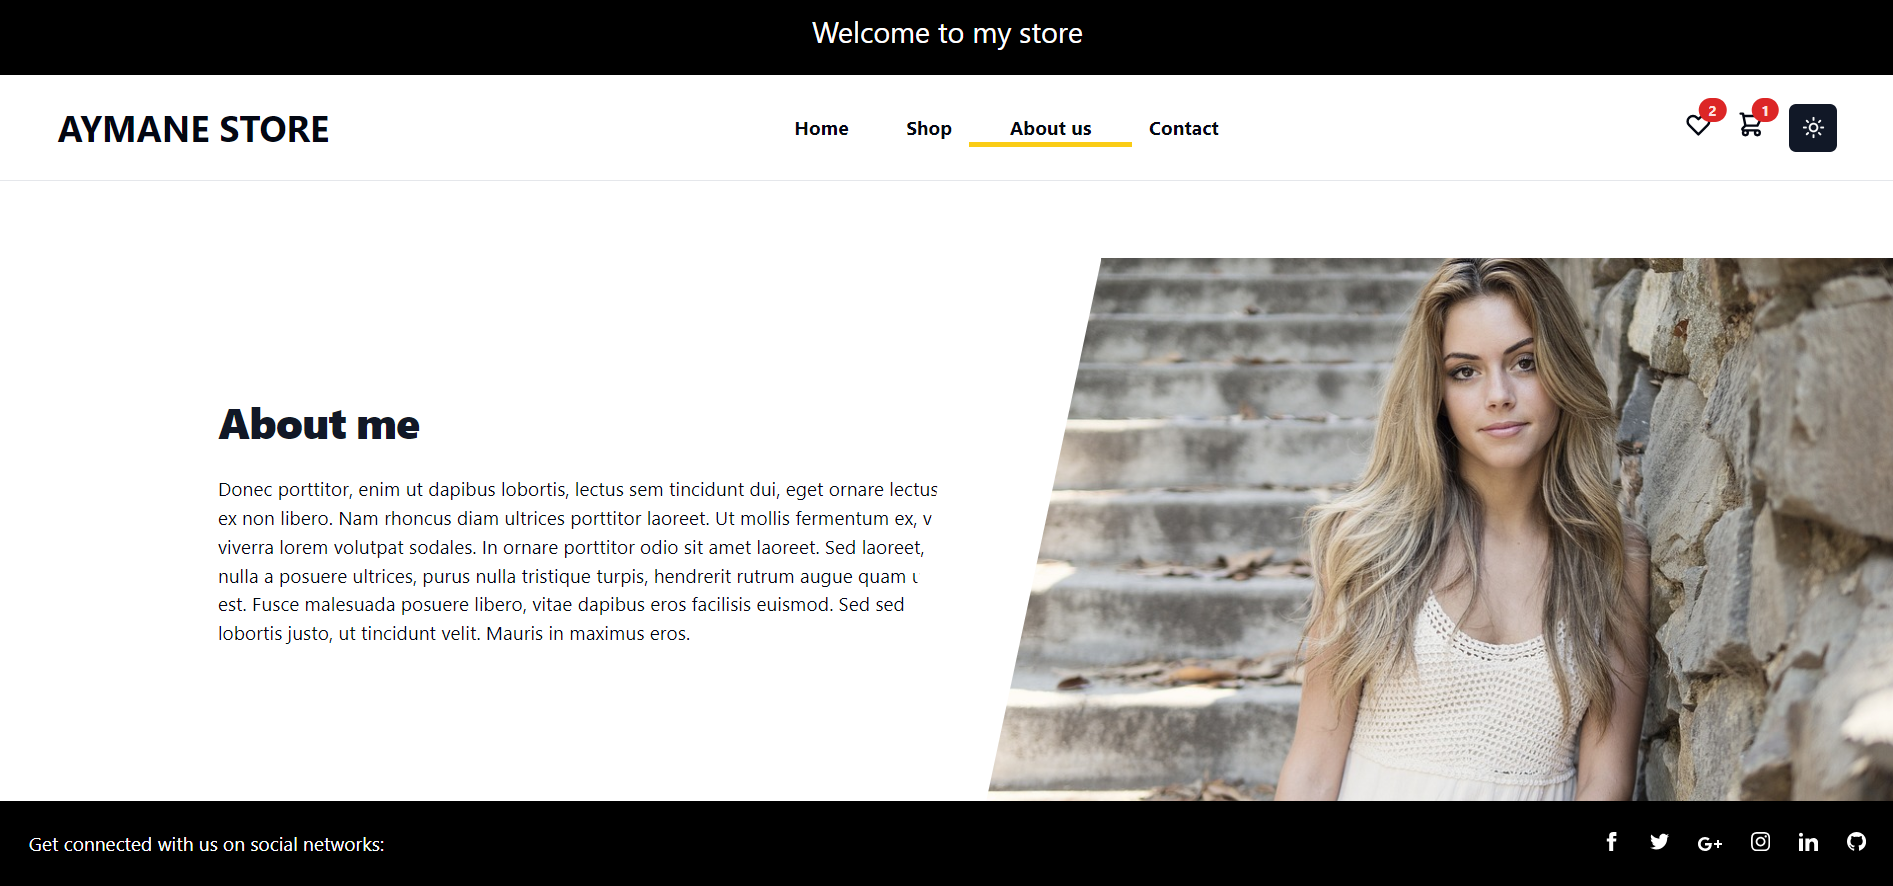 Welcome to my store
AYMANE STORE
Home Shop About us Contact
2 1
About me
Donec porttitor, enim ut dapibus lobortis, lectus sem tincidunt dui, eget ornare lectus
ex non libero. Nam rhoncus diam ultrices porttitor laoreet. Ut mollis fermentum ex, v
viverra lorem volutpat sodales. In ornare porttitor odio sit amet laoreet. Sed laoreet,
nulla a posuere ultrices, purus nulla tristique turpis, hendrerit rutrum augue quam
est. Fusce malesuada posuere libero, vitae dapibus eros facilisis euismod. Sed sed
lobortis justo, ut tincidunt velit. Mauris in maximus eros.
Get connected with us on social networks: